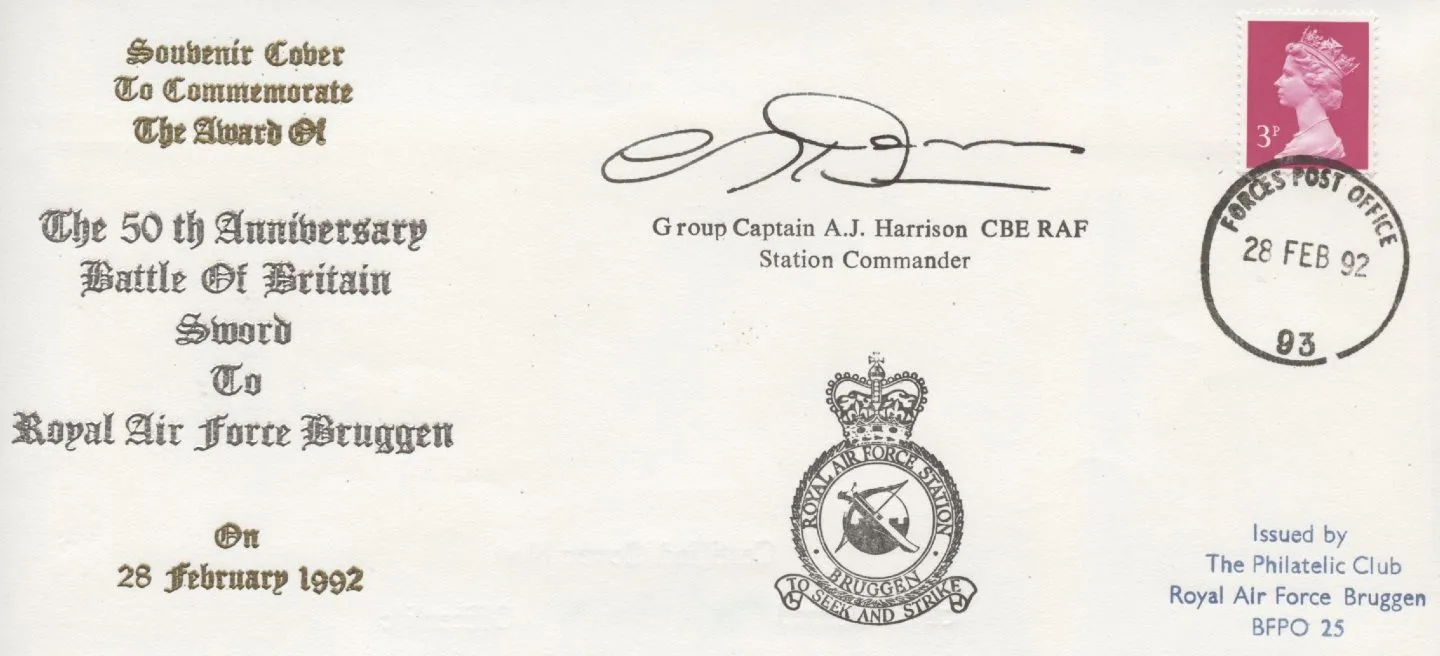 Souvenir Cover
To Commemorate
The Award Of
The 50 th Anniversary
Battle Of Britain
Sword
To
Royal Air Force Bruggen
On
28 February 1992
Group Captain A.J. Harrison CBE RAF
Station Commander
ROYAL AIR FORCE STATION
BRUGGEN
TO SEEK AND STRIKE
3P
FORCES POST OFFICE
28 FEB 92
93
Issued by
The Philatelic Club
Royal Air Force Bruggen
BFPO 25